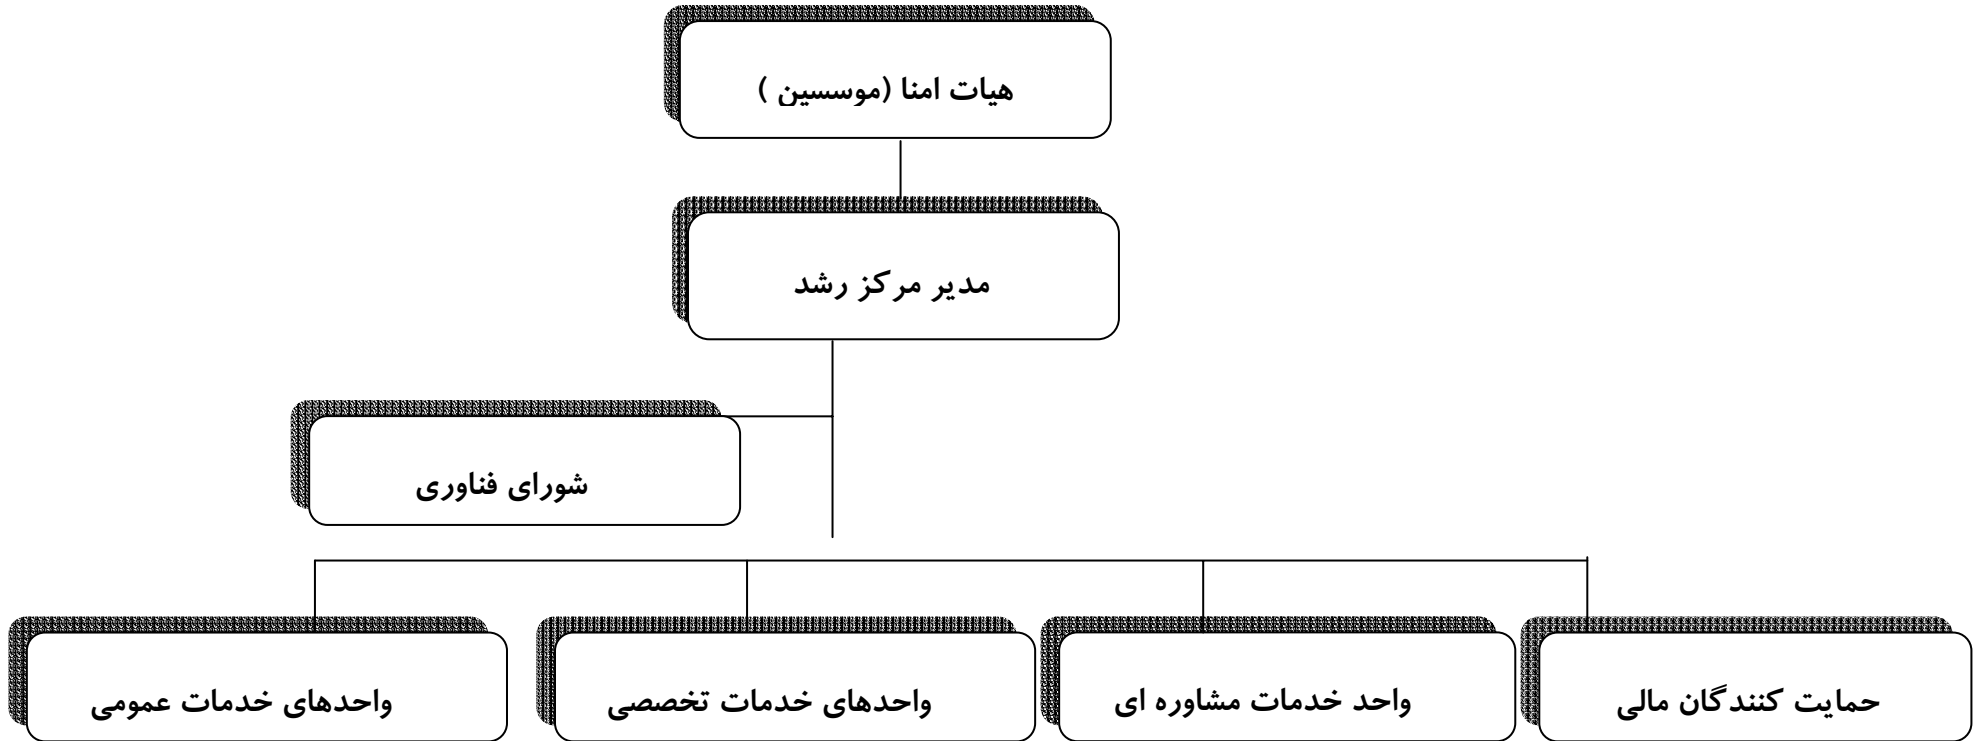 هیات امنا (موسسین )
مدیر مرکز رشد
شورای فناوری
حمایت کنندگان مالی
واحد خدمات مشاوره ای
واحدهای خدمات تخصصی
واحدهای خدمات عمومی